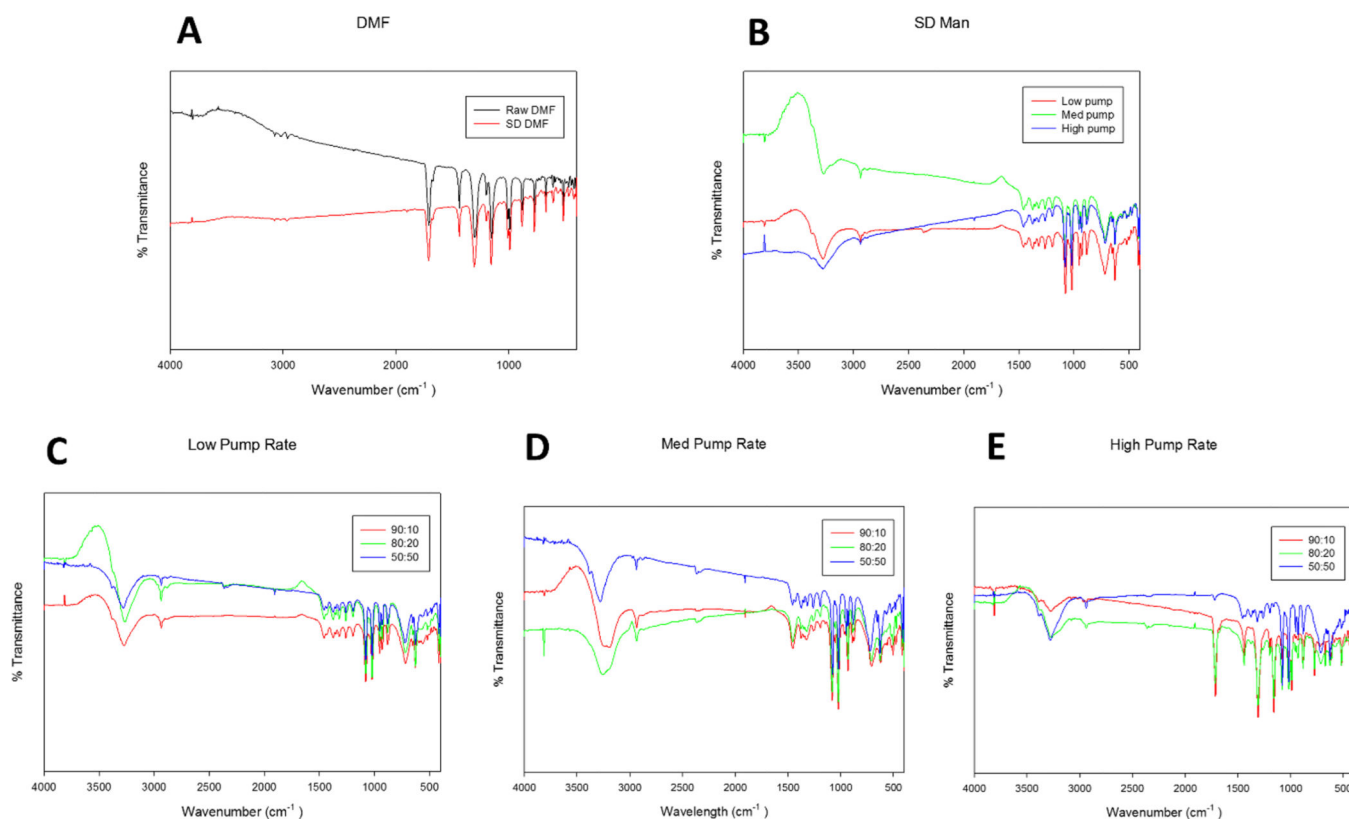 A
DMF
% Transmittance
Raw DMF
SD DMF
4000
3000
2000
1000
Wavenumber (cm-1 )
B
SD Man
% Transmittance
Low pump
Med pump
High pump
4000
3500
3000
2500
2000
1500
1000
500
Wavenumber (cm-1 )
C
Low Pump Rate
% Transmittance
90:10
80:20
50:50
4000
3500
3000
2500
2000
1500
1000
500
Wavenumber (cm-1)
D
Med Pump Rate
% Transmittance
90:10
80:20
50:50
4000
3500
3000
2500
2000
1500
1000
500
Wavelength (cm-1)
E
High Pump Rate
% Transmittance
90:10
80:20
50:50
4000
3500
3000
2500
2000
1500
1000
500
Wavenumber (cm-1)